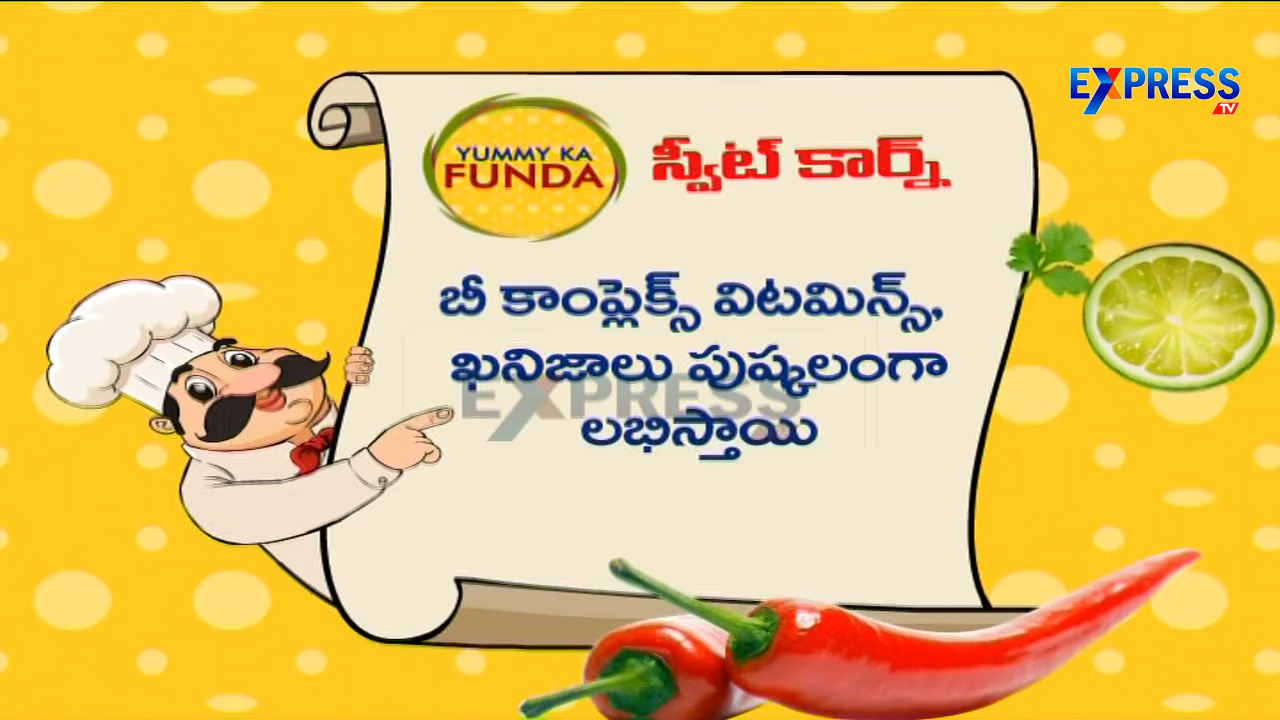 EXPRESS
TV
YUMMY KA
FUNDA
స్వీట్ కార్న్
బీ కాంప్లెక్స్ విటమిన్స్,
ఖనిజాలు పుష్కలంగా
EXPRESS
లభిస్తాయి